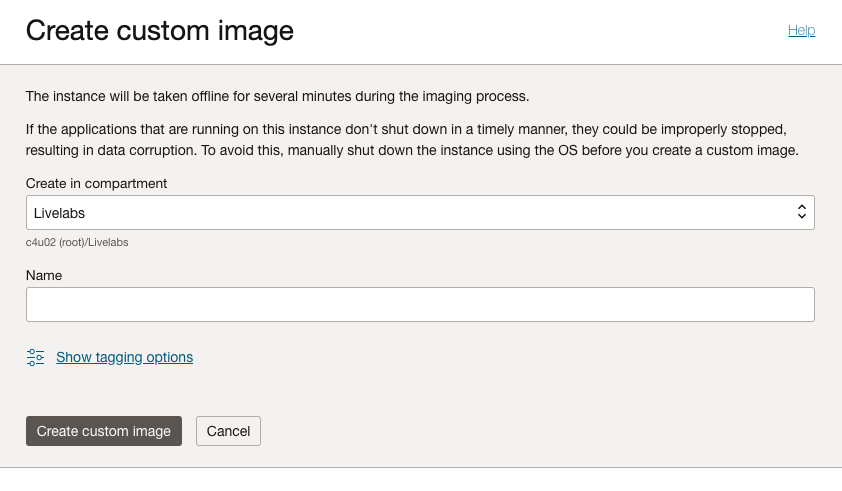 Create custom image
Help
The instance will be taken offline for several minutes during the imaging process.
If the applications that are running on this instance don't shut down in a timely manner, they could be improperly stopped,
resulting in data corruption. To avoid this, manually shut down the instance using the OS before you create a custom image.
Create in compartment
Livelabs
c4u02 (root)/Livelabs
Name
Show tagging options
Create custom image
Cancel